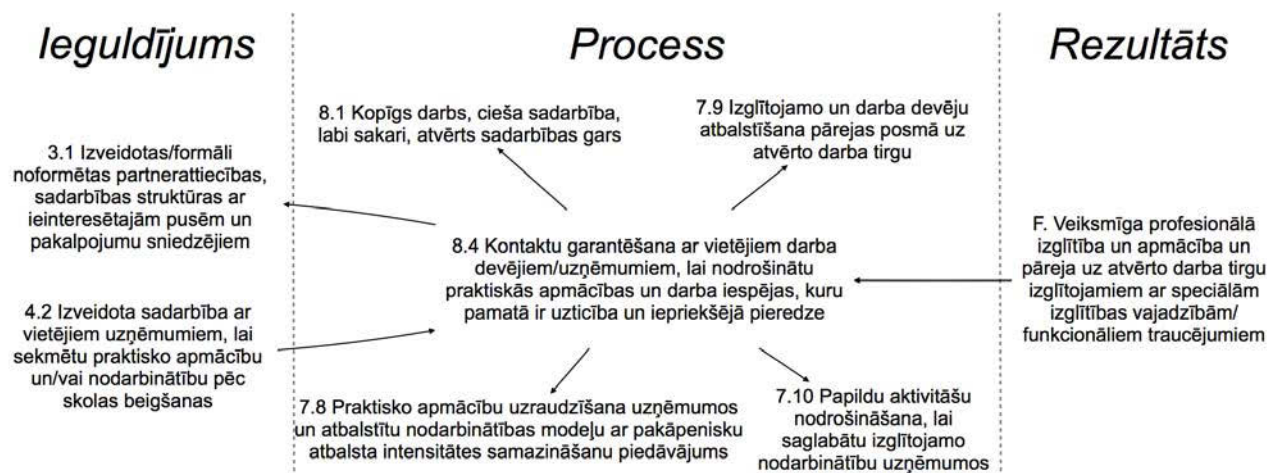 Ieguldījums
Process
Rezultāts
8.1 Kopīgs darbs, cieša sadarbība,
labi sakari, atvērts sadarbības gars
7.9 Izglītojamo un darba devēju
atbalstīšana pārejas posmā uz
atvērto darba tirgu
3.1 Izveidotas/formāli
noformētas partnerattiecības,
sadarbības struktūras ar
ieinteresētajām pusēm un
pakalpojumu sniedzējiem
8.4 Kontaktu garantēšana ar vietējiem darba
devējiem/uzņēmumiem, lai nodrošinātu
praktiskās apmācības un darba iespējas, kuru
pamatā ir uzticība un iepriekšējā pieredze
F. Veiksmīga profesionālā
izglītība un apmācība un
pāreja uz atvērto darba tirgu
izglītojamiem ar speciālām
izglītības vajadzībām/
funkcionāliem traucējumiem
4.2 Izveidota sadarbība ar
vietējiem uzņēmumiem, lai
sekmētu praktisko apmācību
un/vai nodarbinātību pēc
skolas beigšanas
7.8 Praktisko apmācību uzraudzīšana uzņēmumos
un atbalstītu nodarbinātības modeļu ar pakāpenisku
atbalsta intensitātes samazināšanu piedāvājums
7.10 Papildu aktivitāšu
nodrošināšana, lai
saglabātu izglītojamo
nodarbinātību uzņēmumos